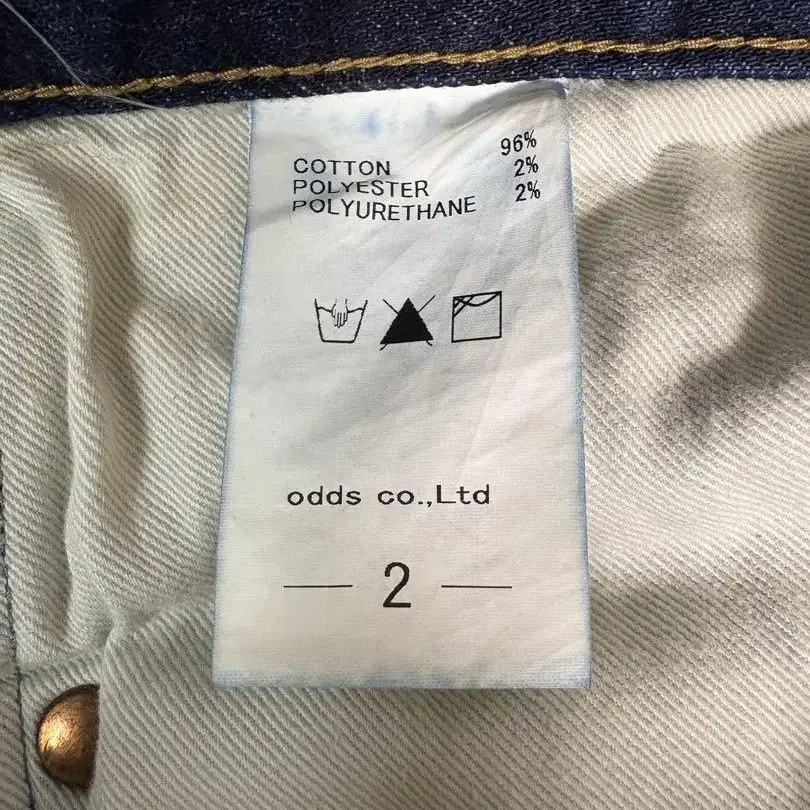 COTTON 96%
POLYESTER 2%
POLYURETHANE 2%
odds co.,Ltd
— 2 —